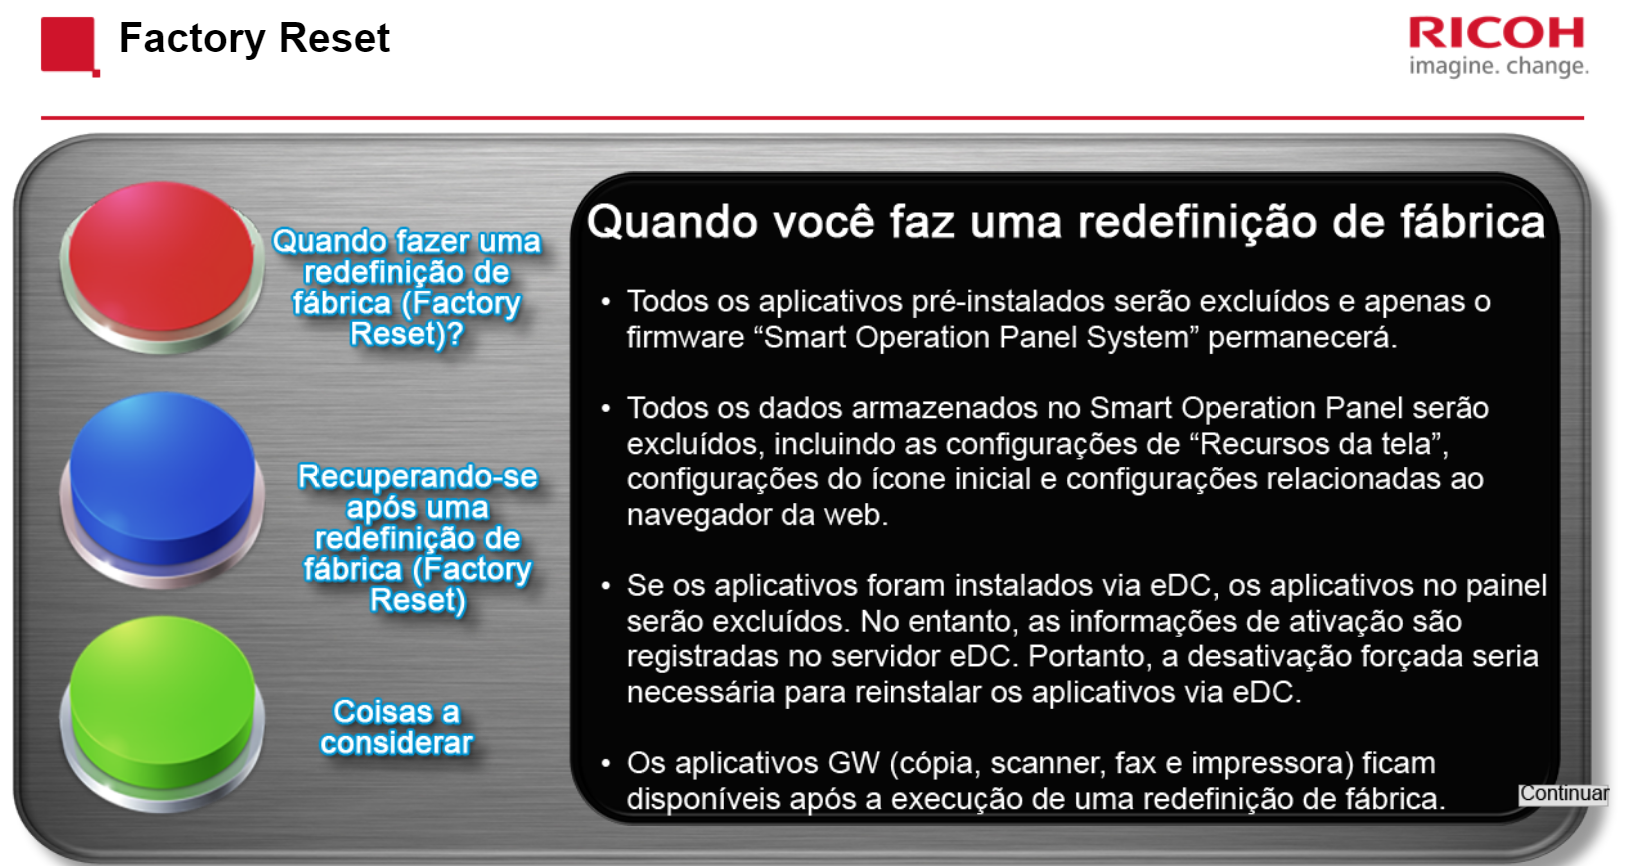 Factory Reset
RICOH
imagine. change.
Quando fazer uma
redefinição de
fábrica (Factory
Reset)?
Recuperando-se
após uma
redefinição de
fábrica (Factory
Reset)
Coisas a
considerar
Quando você faz uma redefinição de fábrica
• Todos os aplicativos pré-instalados serão excluídos e apenas o
firmware “Smart Operation Panel System” permanecerá.
• Todos os dados armazenados no Smart Operation Panel serão
excluídos, incluindo as configurações de “Recursos da tela”,
configurações do ícone inicial e configurações relacionadas ao
navegador da web.
• Se os aplicativos foram instalados via eDC, os aplicativos no painel
serão excluídos. No entanto, as informações de ativação são
registradas no servidor eDC. Portanto, a desativação forçada seria
necessária para reinstalar os aplicativos via eDC.
• Os aplicativos GW (cópia, scanner, fax e impressora) ficam
disponíveis após a execução de uma redefinição de fábrica.
Continuar